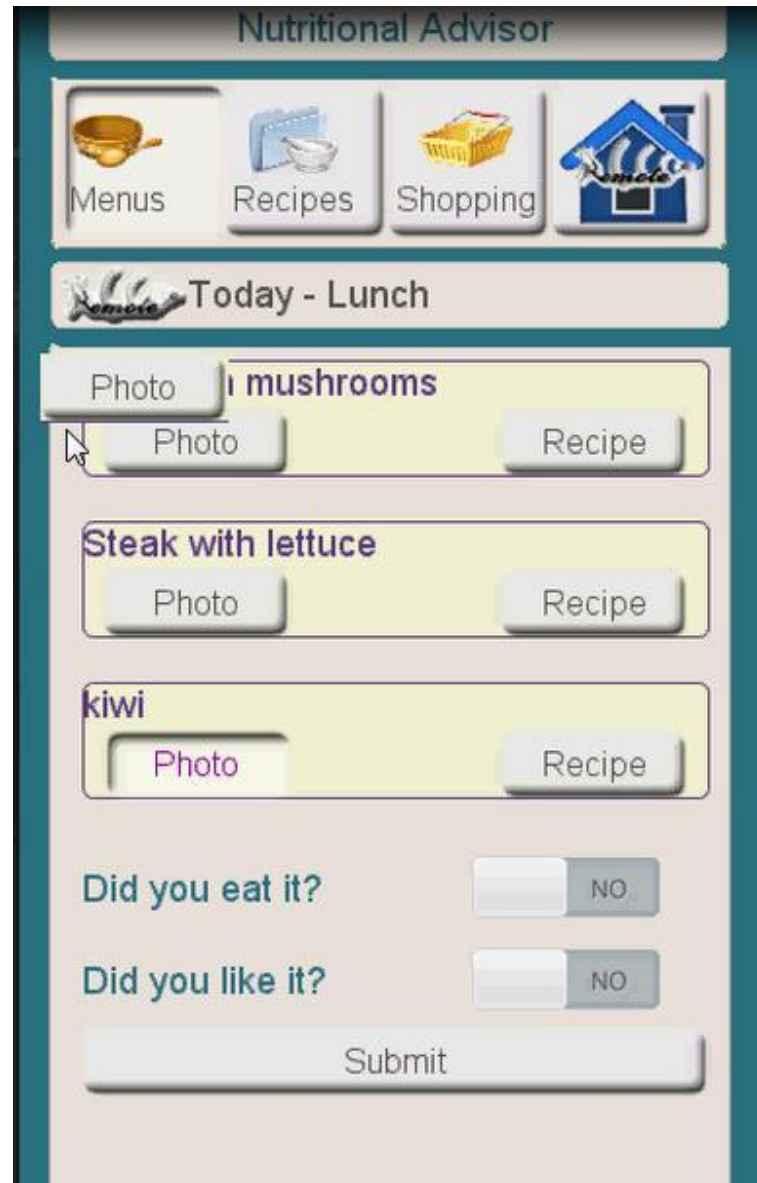 Nutritional Advisor
Menus Recipes Shopping Remote
Remote Today - Lunch
Photo mushrooms
Photo Recipe
Steak with lettuce
Photo Recipe
kiwi
Photo Recipe
Did you eat it? NO
Did you like it? NO
Submit